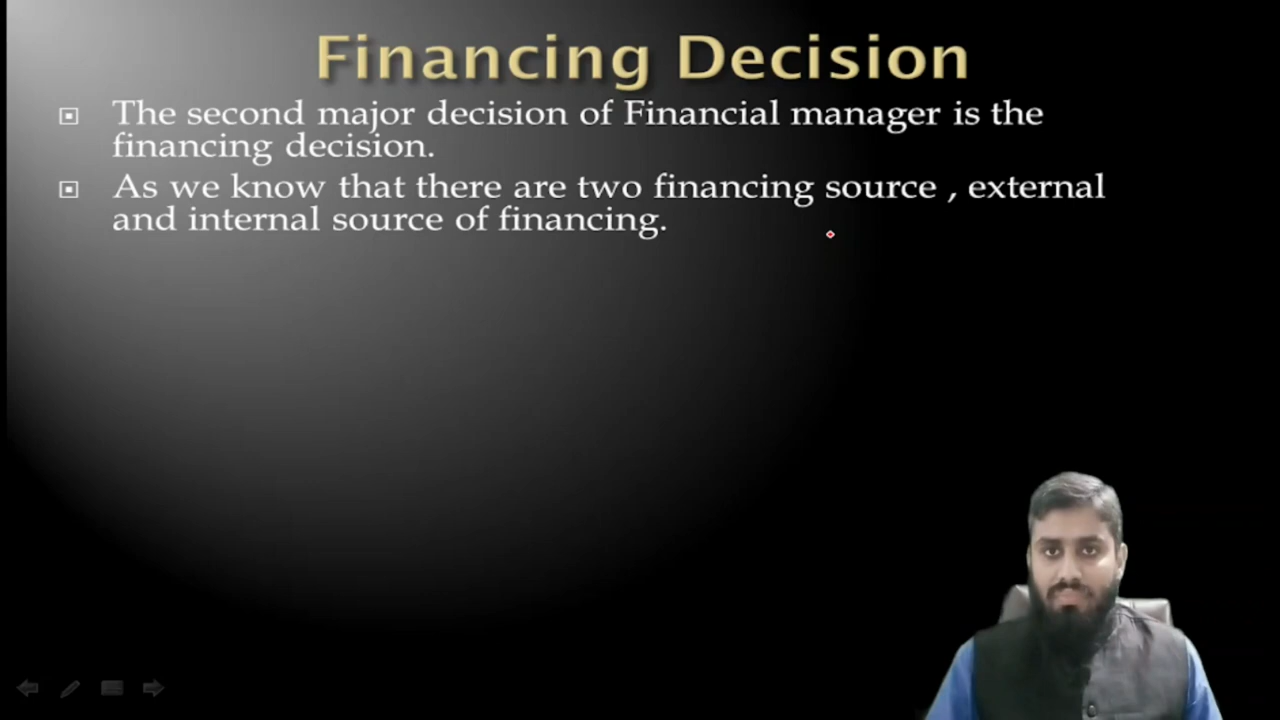 Financing Decision
The second major decision of Financial manager is the
financing decision.
As we know that there are two financing source , external
and internal source of financing.